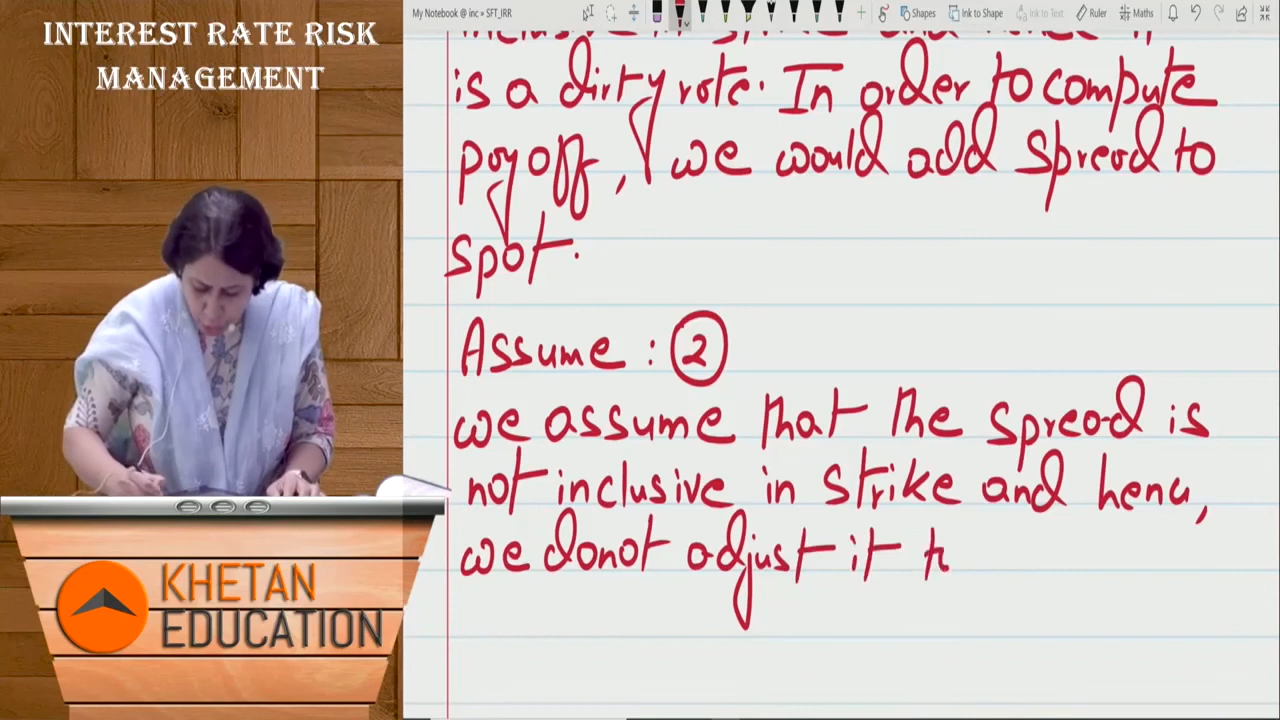 INTEREST RATE RISK
MANAGEMENT
My Notebook @ inc » SFT_IRR
Shapes
Ink to Shape
Ink to Text
Ruler
Maths
is a dirty rate. In order to compute
payoff, we would add spread to
spot.
Assume : 2
we assume that the spread is
not inclusive in strike and henu,
we donot adjust it t
KHETAN
EDUCATION